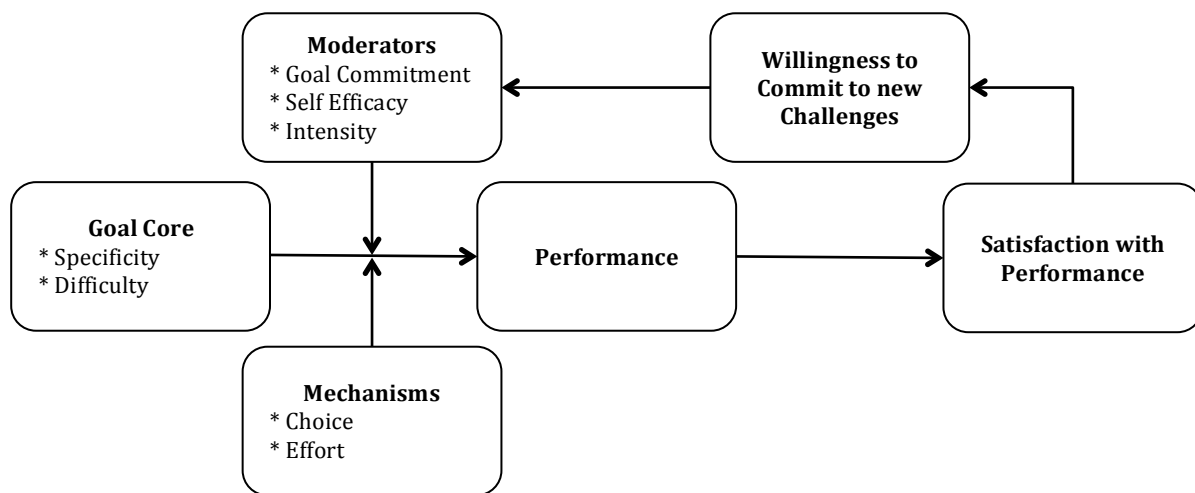 Moderators
* Goal Commitment
* Self Efficacy
* Intensity
Willingness to
Commit to new
Challenges
Goal Core
* Specificity
* Difficulty
Performance
Satisfaction with
Performance
Mechanisms
* Choice
* Effort